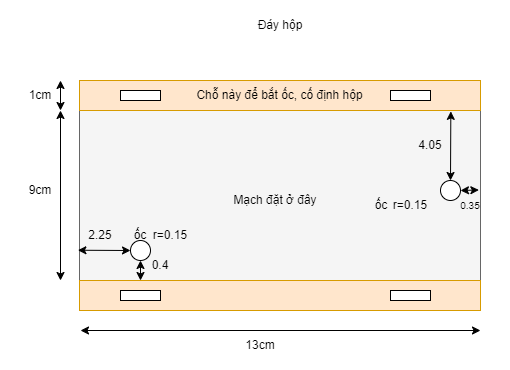 Đáy hộp
1cm
Chỗ này để bắt ốc, cố định hộp
4.05
9cm
Mạch đặt ở đây
ốc r=0.15
0.35
2.25
ốc r=0.15
0.4
13cm